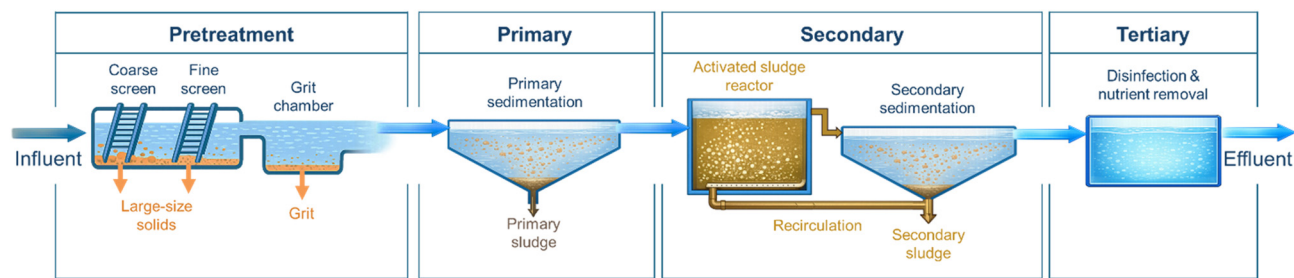 Pretreatment
Primary
Secondary
Tertiary
Coarse
screen
Fine
screen
Grit
chamber
Primary
sedimentation
Activated sludge
reactor
Secondary
sedimentation
Disinfection &
nutrient removal
Influent
Effluent
Large-size
solids
Grit
Primary
sludge
Recirculation
Secondary
sludge